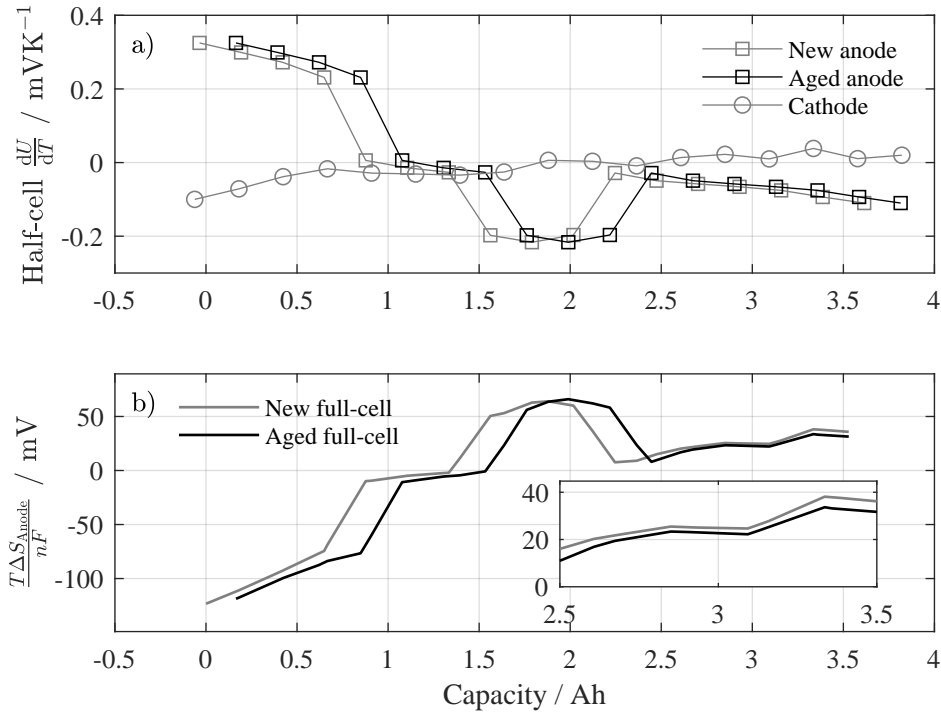 0.4
0.2
0
-0.2
Half-cell dU/dT / mVK⁻¹
a)
New anode
Aged anode
Cathode
-0.5 0 0.5 1 1.5 2 2.5 3 3.5 4
50
0
-50
-100
TΔS_Anode/nF / mV
b)
New full-cell
Aged full-cell
40
20
0
2.5 3 3.5
-0.5 0 0.5 1 1.5 2 2.5 3 3.5 4
Capacity / Ah